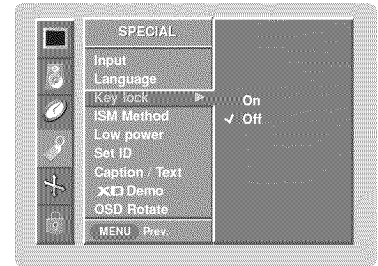 SPECIAL
Input
Language
Key lock
On
ISM Method
Off
Low power
Set ID
Caption / Text
XD Demo
OSD Rotate
MENU Prev.